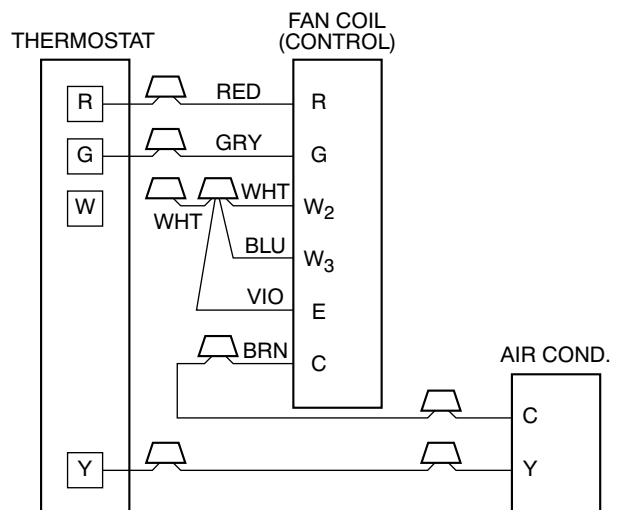 THERMOSTAT
FAN COIL
(CONTROL)
R
RED
R
G
GRY
G
W
WHT
WHT
W2
BLU
W3
VIO
E
BRN
C
AIR COND.
C
Y
Y